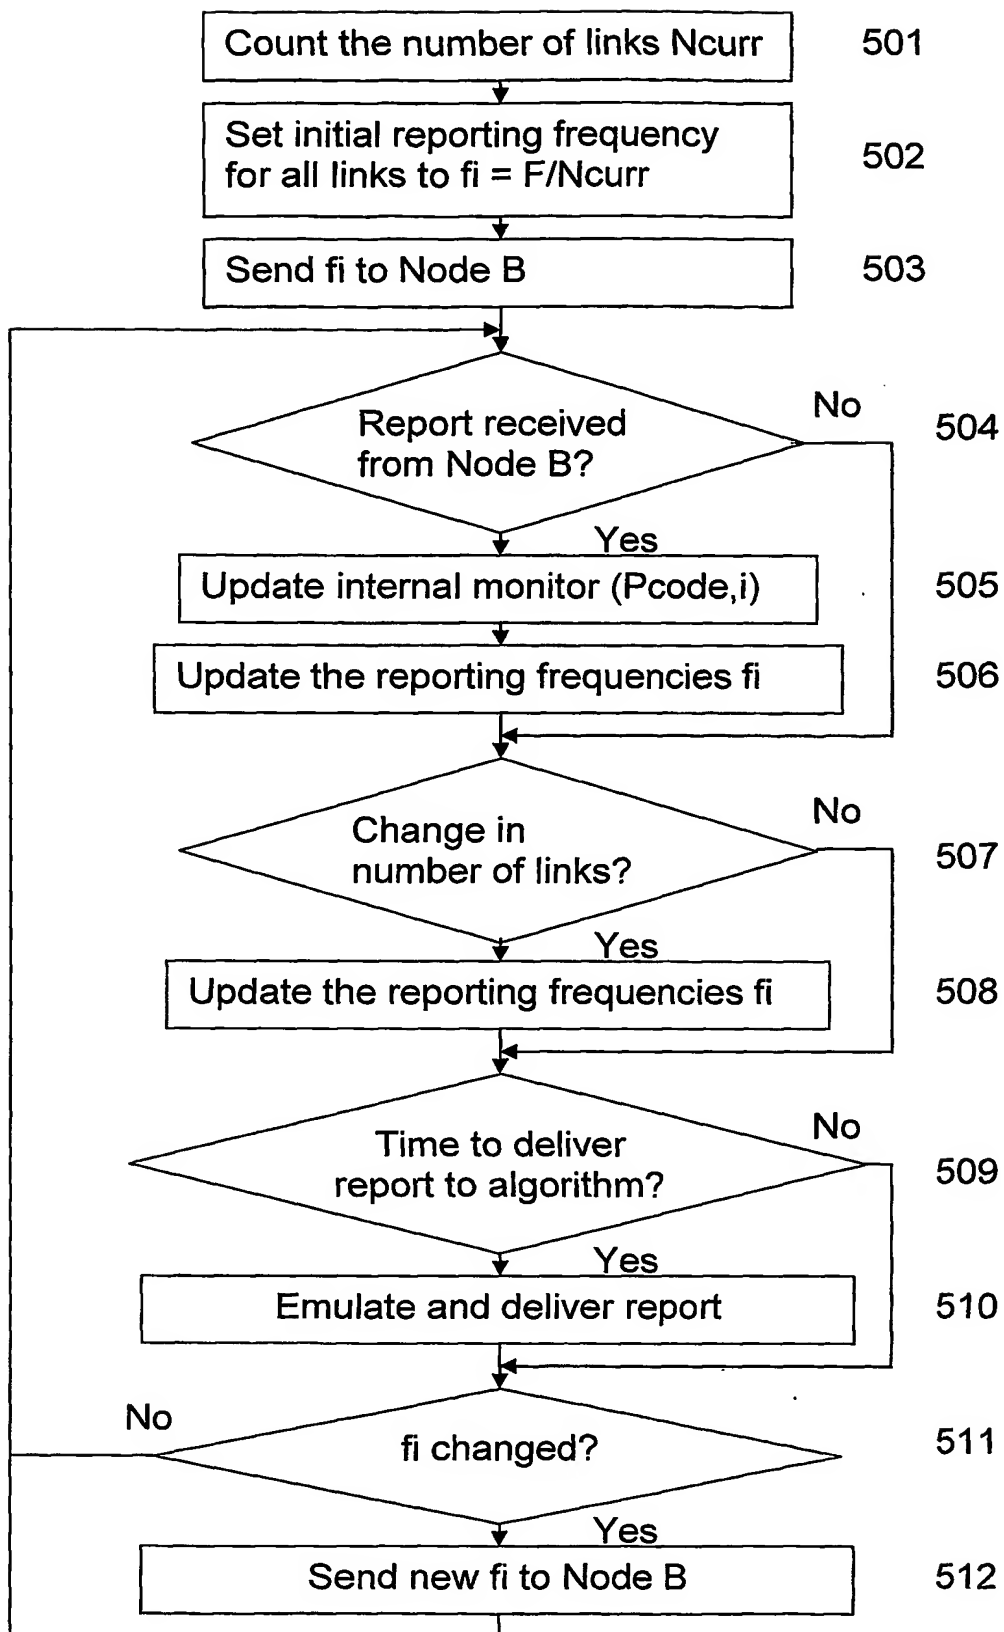 Count the number of links Ncurr 501
Set initial reporting frequency
for all links to fi = F/Ncurr
502
Send fi to Node B 503
No
Report received
from Node B?
504
Yes
Update internal monitor (Pcode,i) 505
Update the reporting frequencies fi 506
No
Change in
number of links?
507
Yes
Update the reporting frequencies fi 508
No
Time to deliver
report to algorithm?
509
Yes
Emulate and deliver report 510
No
fi changed? 511
Yes
Send new fi to Node B 512